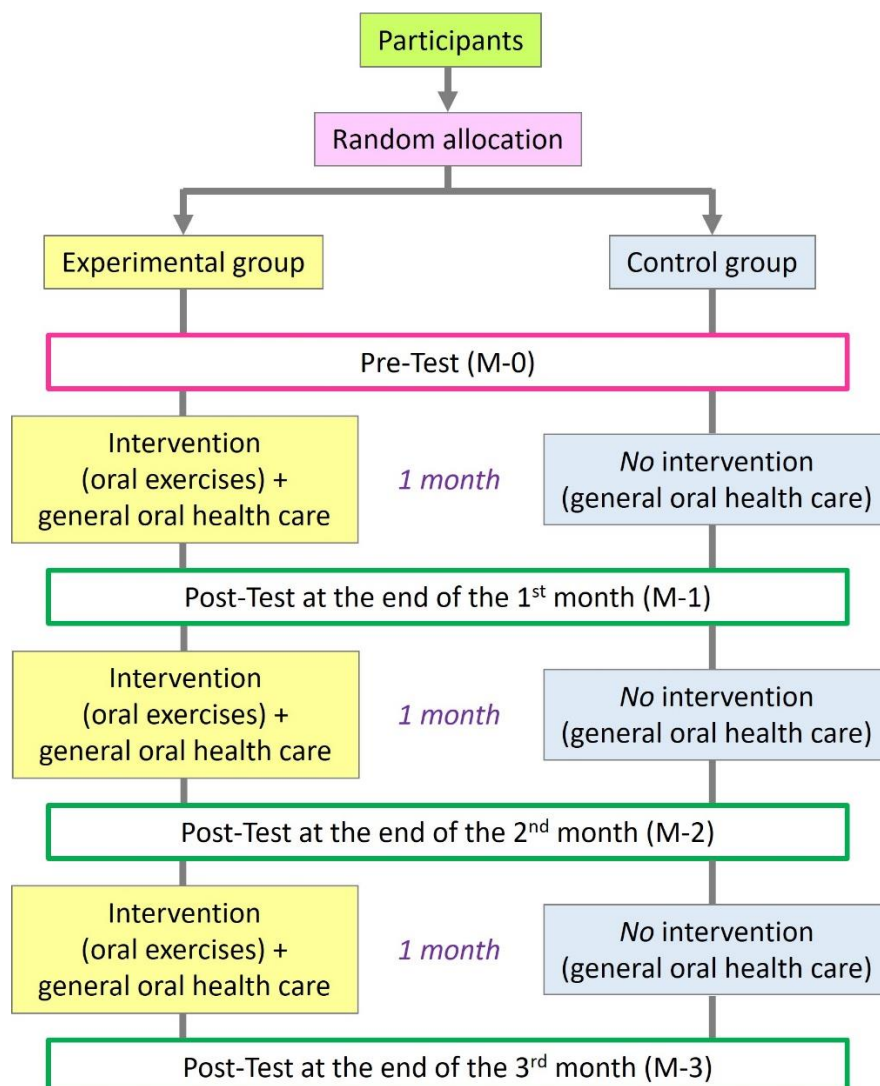 Participants
Random allocation
Experimental group
Control group
Pre-Test (M-0)
Intervention
(oral exercises) +
general oral health care
1 month
No intervention
(general oral health care)
Post-Test at the end of the 1st month (M-1)
Intervention
(oral exercises) +
general oral health care
1 month
No intervention
(general oral health care)
Post-Test at the end of the 2nd month (M-2)
Intervention
(oral exercises) +
general oral health care
1 month
No intervention
(general oral health care)
Post-Test at the end of the 3rd month (M-3)